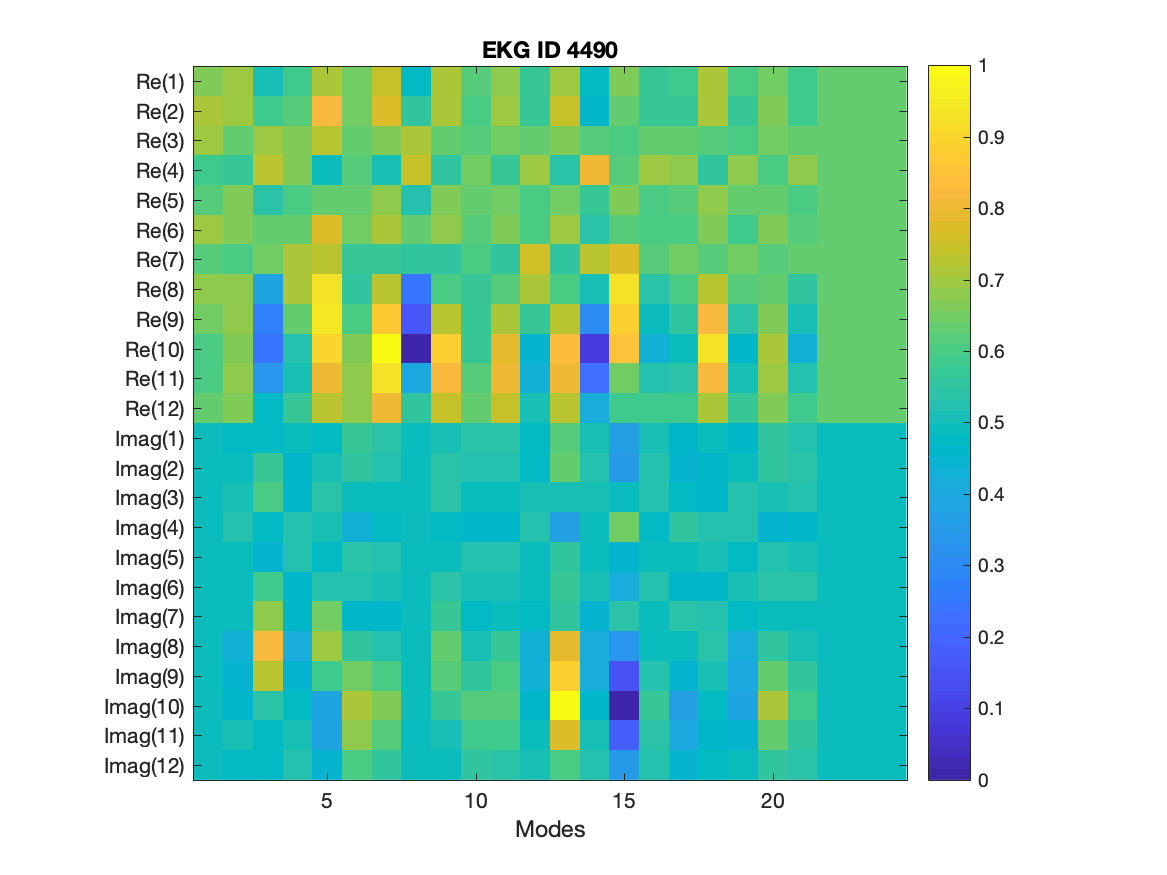 EKG ID 4490
Re(1)
Re(2)
Re(3)
Re(4)
Re(5)
Re(6)
Re(7)
Re(8)
Re(9)
Re(10)
Re(11)
Re(12)
Imag(1)
Imag(2)
Imag(3)
Imag(4)
Imag(5)
Imag(6)
Imag(7)
Imag(8)
Imag(9)
Imag(10)
Imag(11)
Imag(12)
5 10 15 20
Modes
1
0.9
0.8
0.7
0.6
0.5
0.4
0.3
0.2
0.1
0